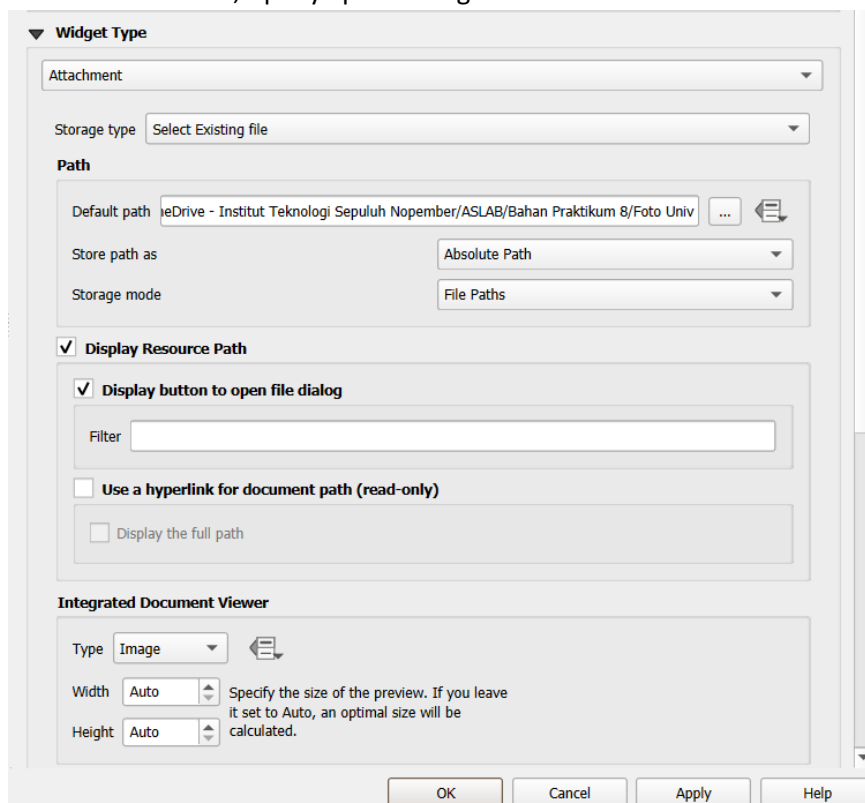 Widget Type
Attachment
Storage type Select Existing file
Path
Default path eDrive - Institut Teknologi Sepuluh Nopember/ASLAB/Bahan Praktikum 8/Foto Univ ...
Store path as Absolute Path
Storage mode File Paths
Display Resource Path
Display button to open file dialog
Filter
Use a hyperlink for document path (read-only)
Display the full path
Integrated Document Viewer
Type Image
Width Auto Specify the size of the preview. If you leave
it set to Auto, an optimal size will be
Height Auto calculated.
OK Cancel Apply Help